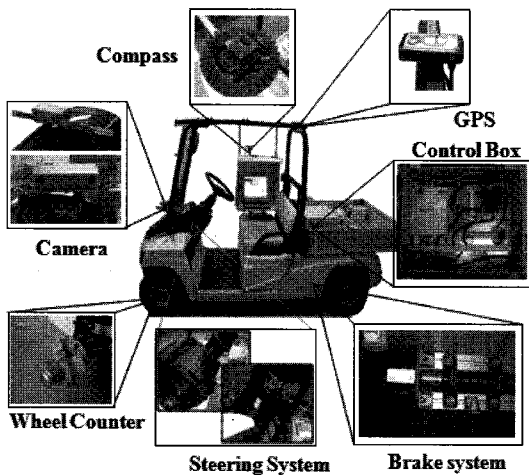 Compass
GPS
Control Box
Camera
Wheel Counter
Steering System
Brake system